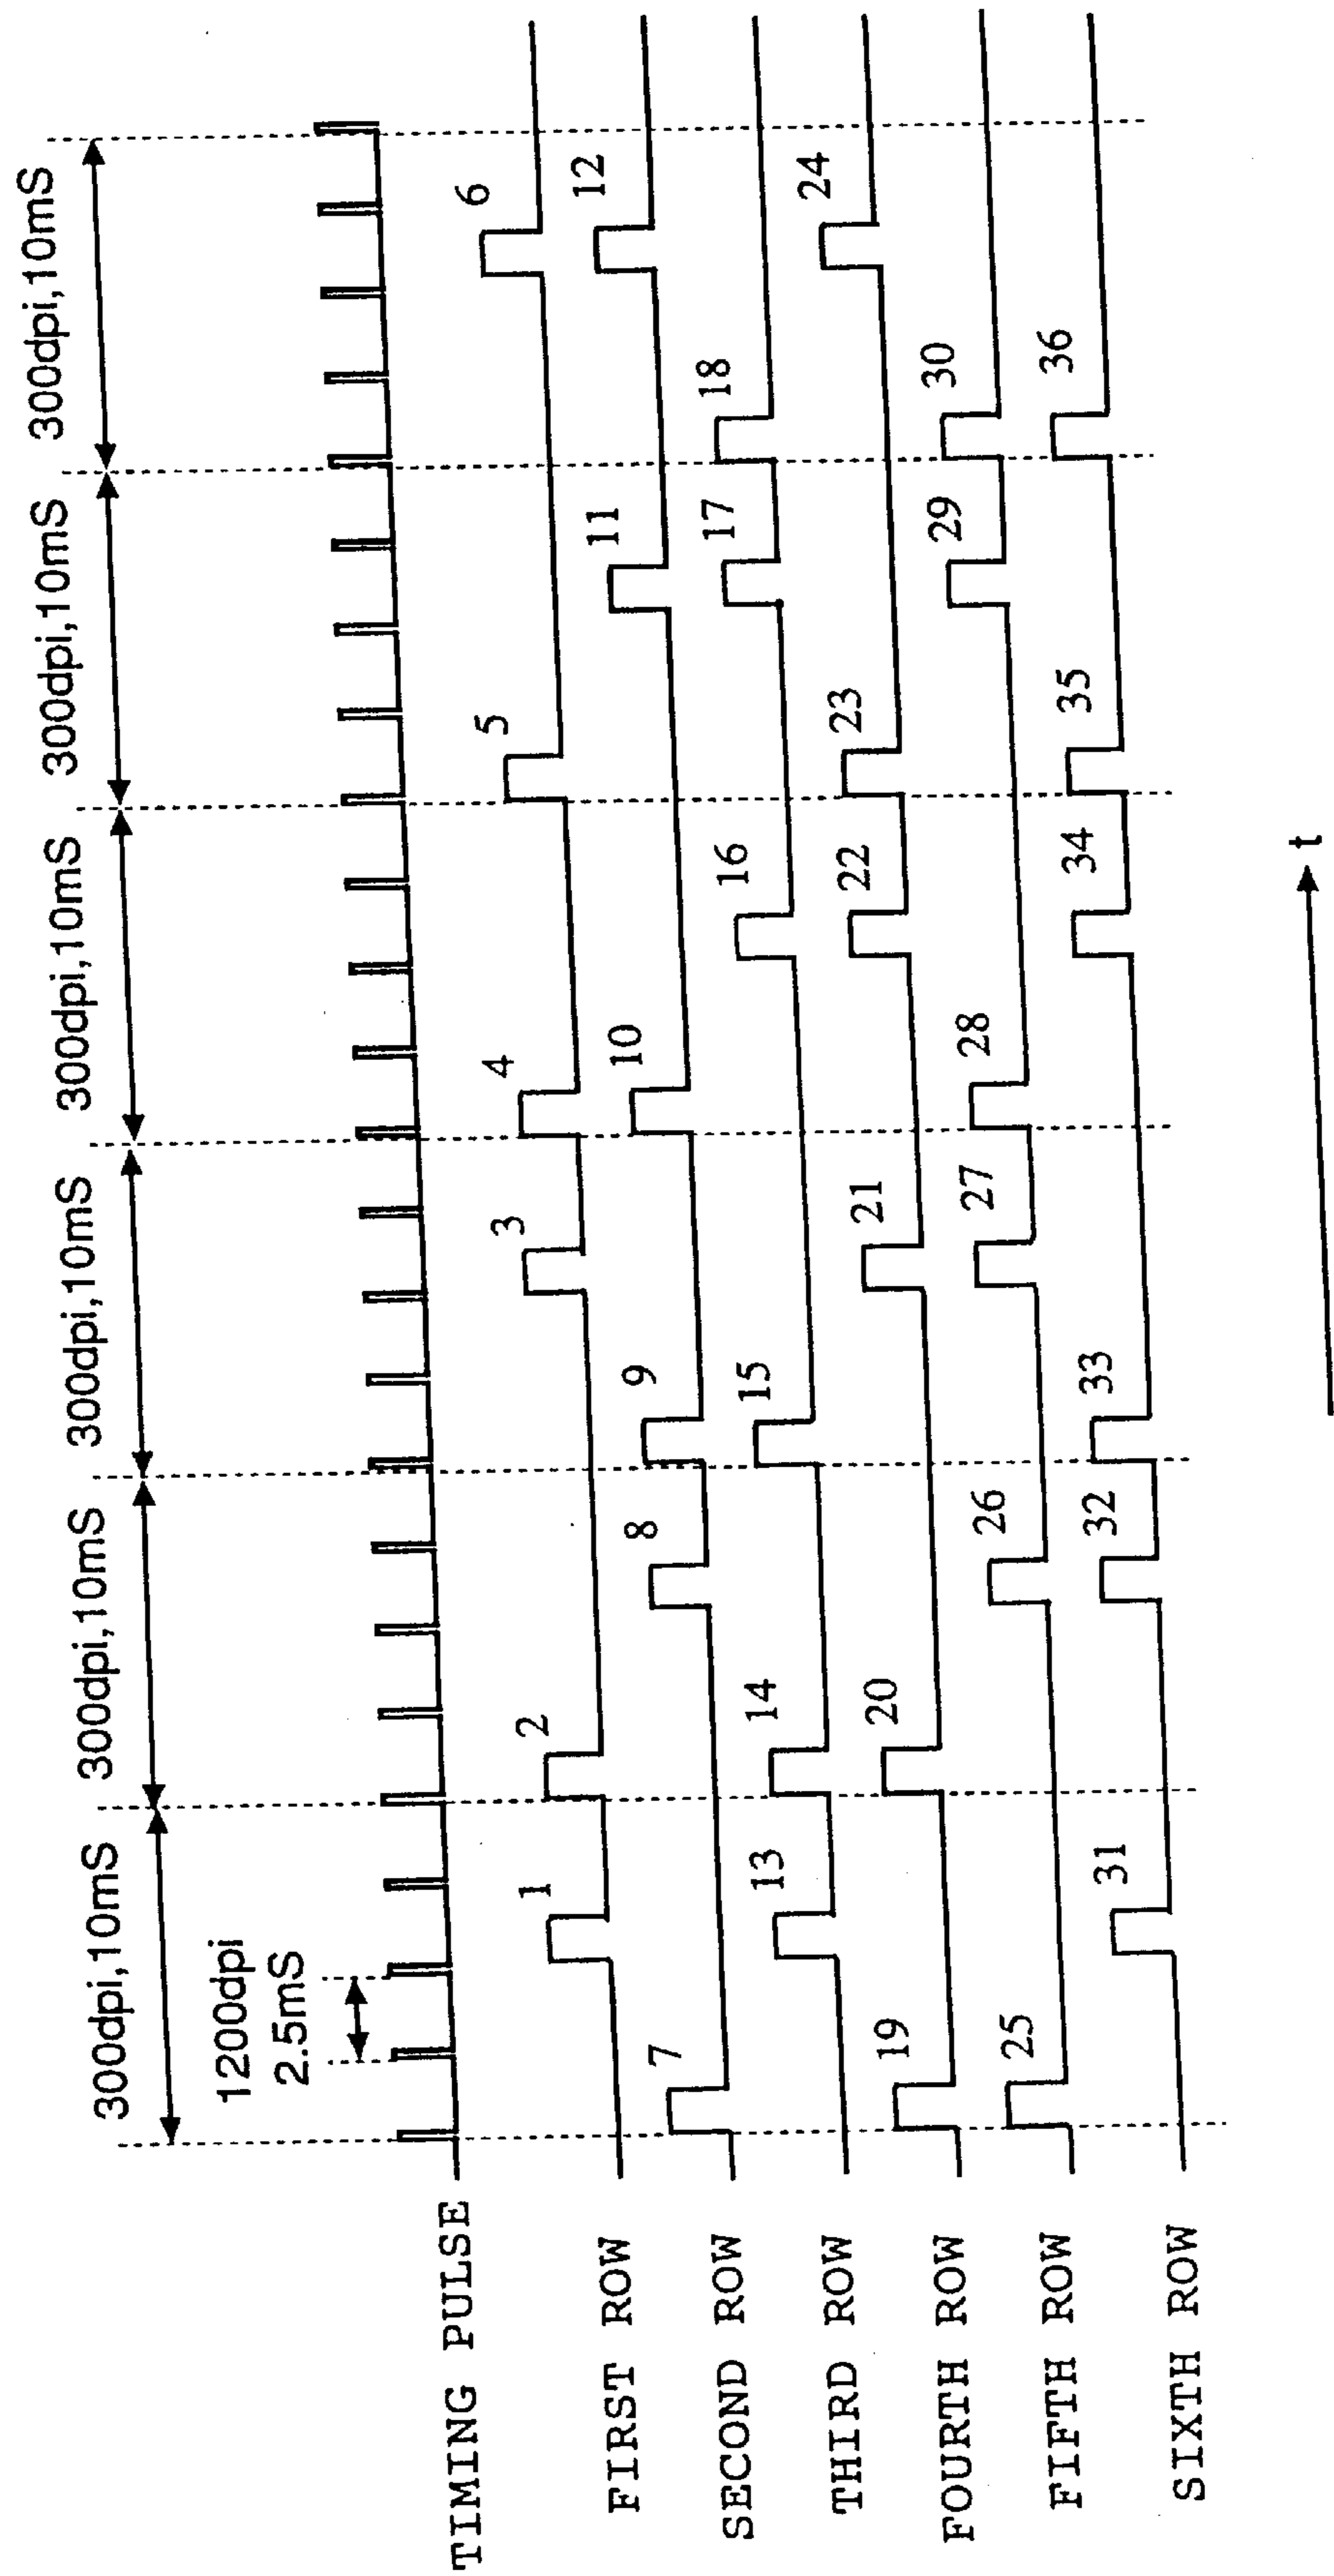 300dpi,10mS
300dpi,10mS
300dpi,10mS
300dpi,10mS
300dpi,10mS
300dpi,10mS
1200dpi
2.5mS
TIMING PULSE
FIRST ROW
1
2
3
4
5
6
SECOND ROW
7
8
9
10
11
12
THIRD ROW
13
14
15
16
17
18
FOURTH ROW
19
20
21
22
23
24
FIFTH ROW
25
26
27
28
29
30
SIXTH ROW
31
32
33
34
35
36
t